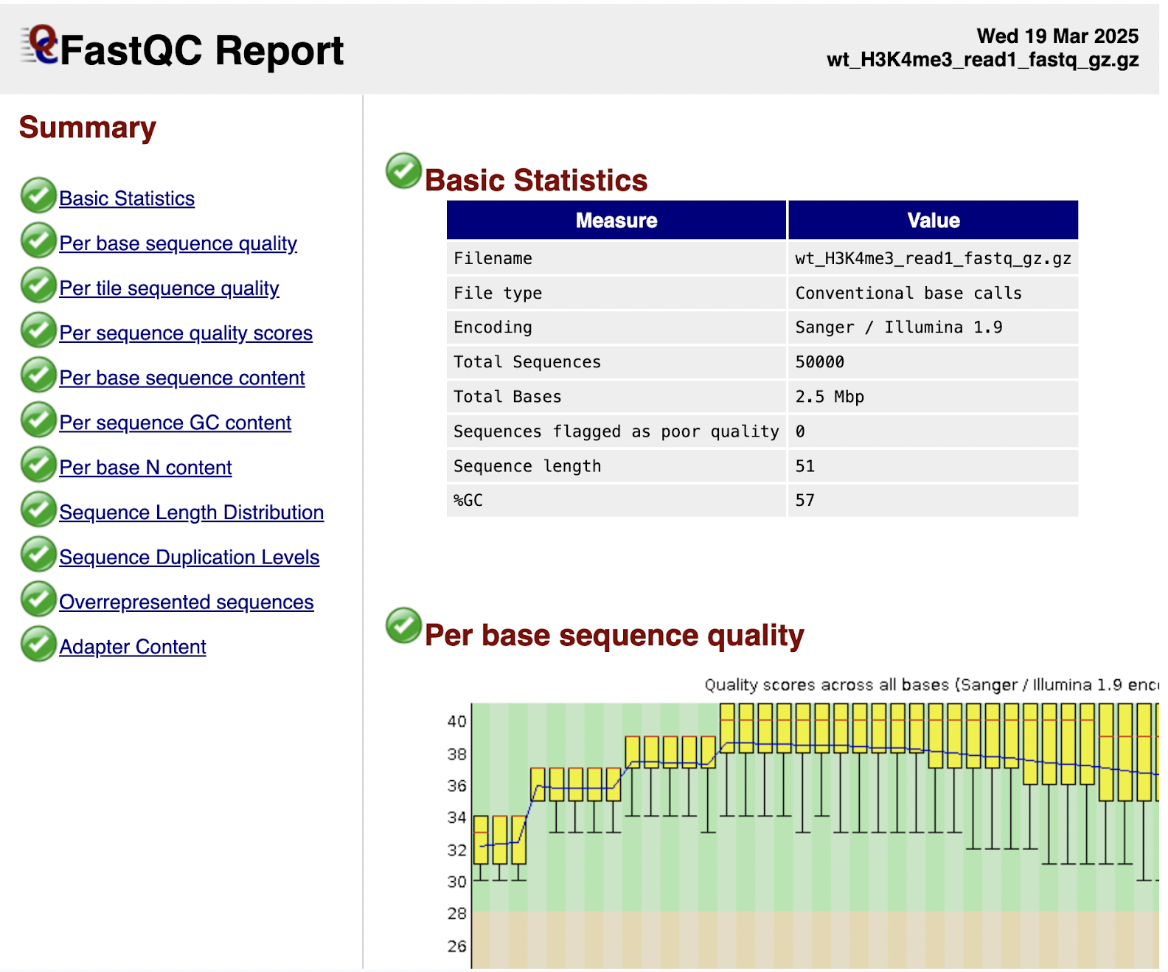 FastQC Report
Wed 19 Mar 2025
wt_H3K4me3_read1_fastq_gz.gz
Summary
Basic Statistics
Per base sequence quality
Per tile sequence quality
Per sequence quality scores
Per base sequence content
Per sequence GC content
Per base N content
Sequence Length Distribution
Sequence Duplication Levels
Overrepresented sequences
Adapter Content
Basic Statistics
Measure Value
Filename wt_H3K4me3_read1_fastq_gz.gz
File type Conventional base calls
Encoding Sanger / Illumina 1.9
Total Sequences 50000
Total Bases 2.5 Mbp
Sequences flagged as poor quality 0
Sequence length 51
%GC 57
Per base sequence quality
Quality scores across all bases (Sanger / Illumina 1.9 enc
40
38
36
34
32
30
28
26